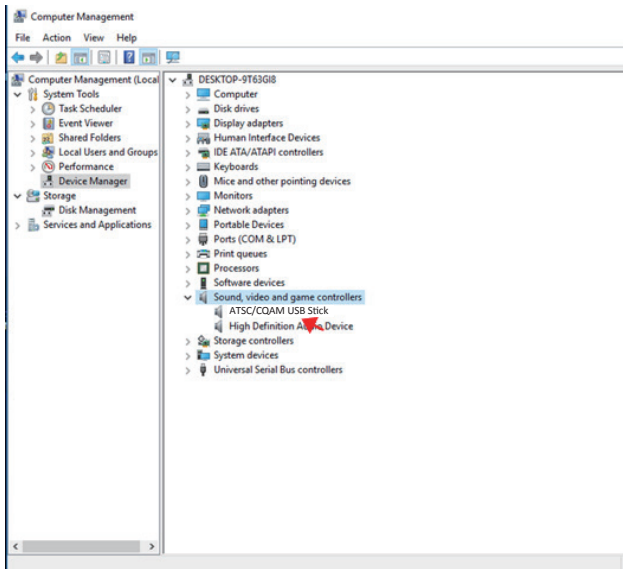 Computer Management
File Action View Help
Computer Management (Local
System Tools
Task Scheduler
Event Viewer
Shared Folders
Local Users and Groups
Performance
Device Manager
Storage
Disk Management
Services and Applications
DESKTOP-9T63GI8
Computer
Disk drives
Display adapters
Human Interface Devices
IDE ATA/ATAPI controllers
Keyboards
Mice and other pointing devices
Monitors
Network adapters
Portable Devices
Ports (COM & LPT)
Print queues
Processors
Software devices
Sound, video and game controllers
ATSC/CQAM USB Stick
High Definition Audio Device
Storage controllers
System devices
Universal Serial Bus controllers